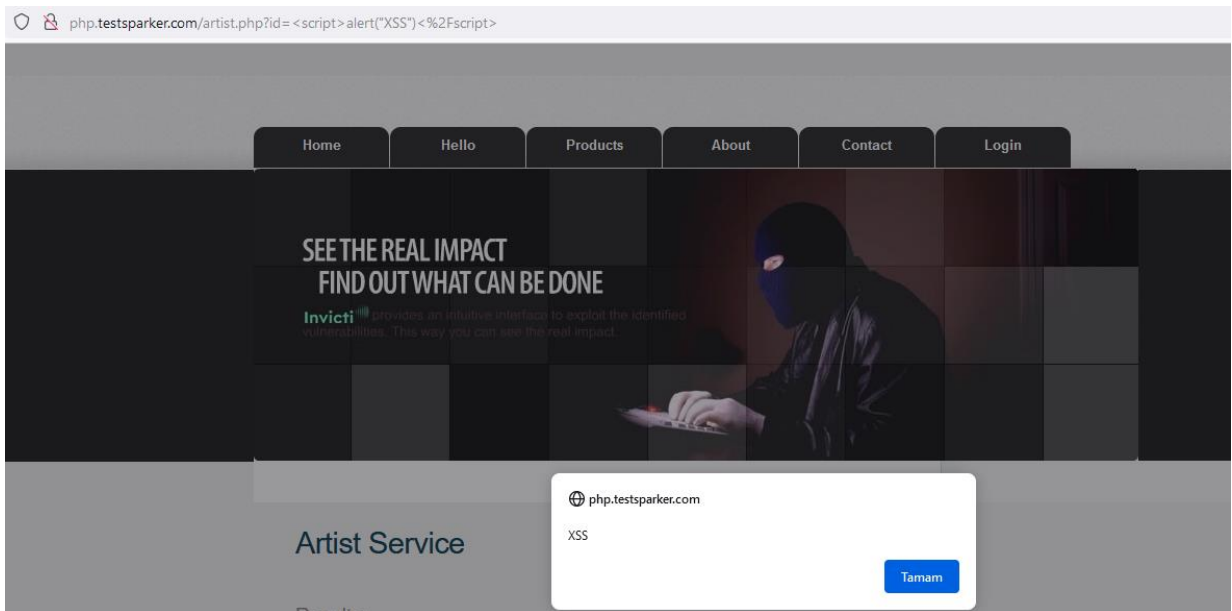 php.testsparker.com/artist.php?id=<script>alert("XSS")<%2Fscript>
Home Hello Products About Contact Login
SEE THE REAL IMPACT
FIND OUT WHAT CAN BE DONE
Invicti provides an intuitive interface to exploit the identified
vulnerabilities. This way you can see the real impact.
php.testsparker.com
XSS
Tamam
Artist Service